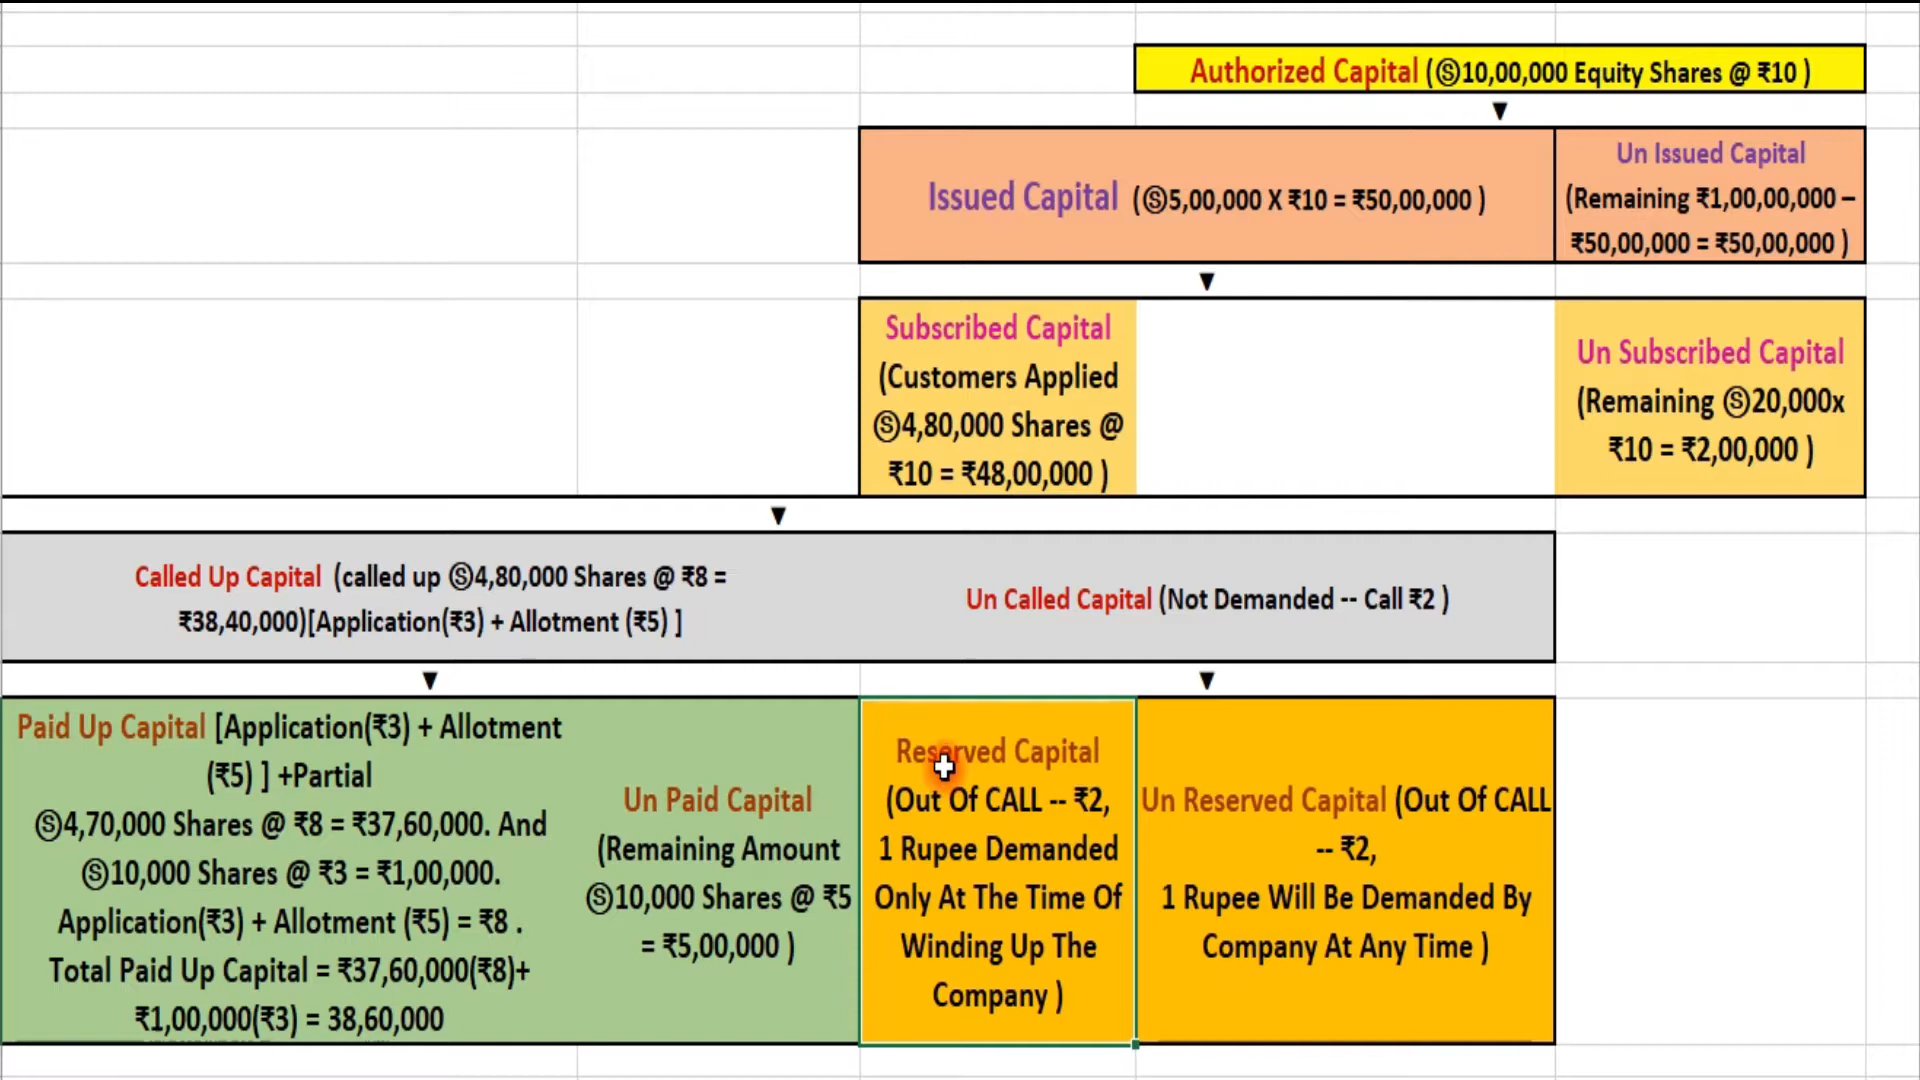 Authorized Capital (Ⓢ10,00,000 Equity Shares @ ₹10 )
Issued Capital (Ⓢ5,00,000 X ₹10 = ₹50,00,000 )
Un Issued Capital
(Remaining ₹1,00,00,000 –
₹50,00,000 = ₹50,00,000 )
Subscribed Capital
(Customers Applied
Ⓢ4,80,000 Shares @
₹10 = ₹48,00,000 )
Un Subscribed Capital
(Remaining Ⓢ20,000x
₹10 = ₹2,00,000 )
Called Up Capital (called up Ⓢ4,80,000 Shares @ ₹8 =
₹38,40,000)[Application(₹3) + Allotment (₹5) ]
Un Called Capital (Not Demanded -- Call ₹2 )
Paid Up Capital [Application(₹3) + Allotment
(₹5) ] +Partial
Ⓢ4,70,000 Shares @ ₹8 = ₹37,60,000. And
Ⓢ10,000 Shares @ ₹3 = ₹1,00,000.
Application(₹3) + Allotment (₹5) = ₹8 .
Total Paid Up Capital = ₹37,60,000(₹8)+
₹1,00,000(₹3) = 38,60,000
Un Paid Capital
(Remaining Amount
Ⓢ10,000 Shares @ ₹5
= ₹5,00,000 )
Reserved Capital
(Out Of CALL -- ₹2,
1 Rupee Demanded
Only At The Time Of
Winding Up The
Company )
Un Reserved Capital (Out Of CALL
-- ₹2,
1 Rupee Will Be Demanded By
Company At Any Time )